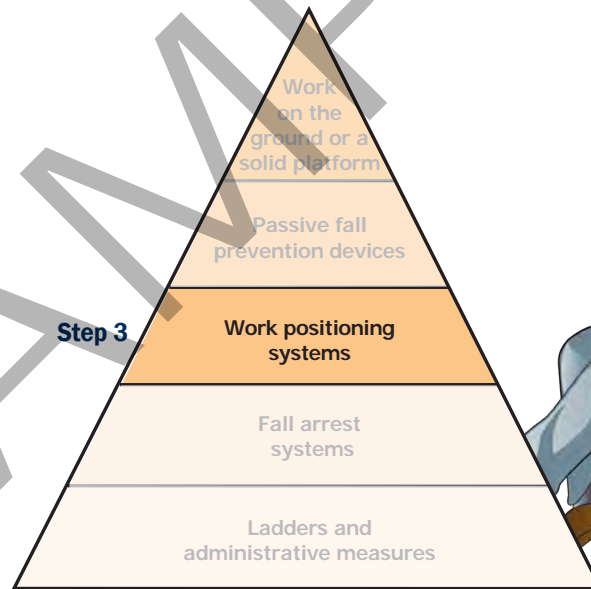 Work
on the
ground or a
solid platform
Passive fall
prevention devices
Step 3
Work positioning
systems
Fall arrest
systems
Ladders and
administrative measures